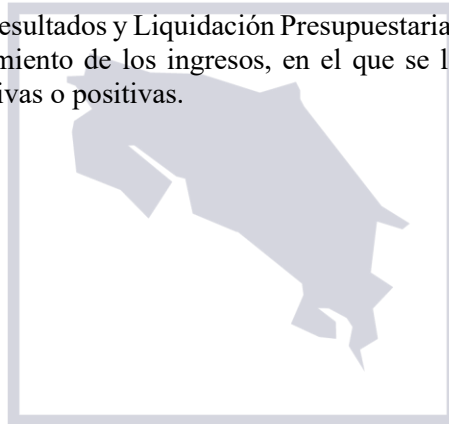 esultados y Liquidación Presupuestaria
miento de los ingresos, en el que se l
ivas o positivas.